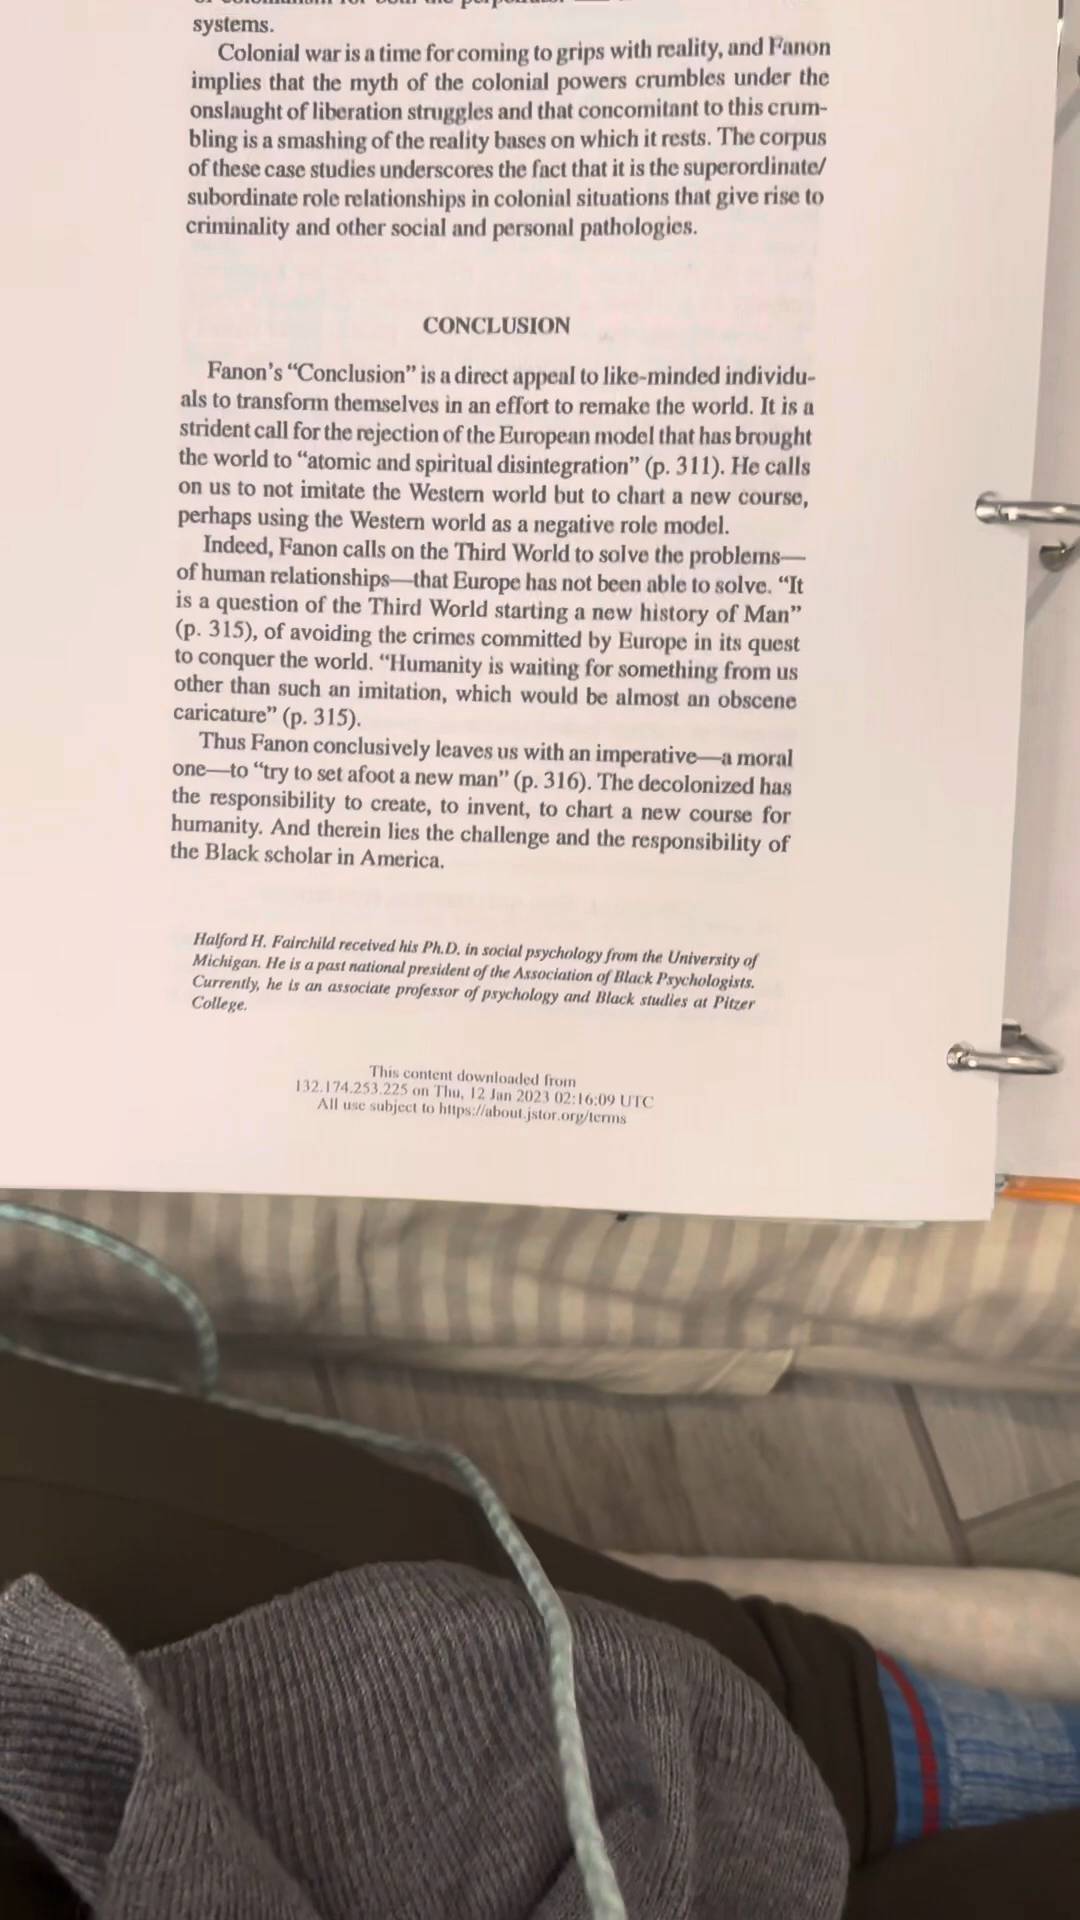 systems.
Colonial war is a time for coming to grips with reality, and Fanon
implies that the myth of the colonial powers crumbles under the
onslaught of liberation struggles and that concomitant to this crum-
bling is a smashing of the reality bases on which it rests. The corpus
of these case studies underscores the fact that it is the superordinate/
subordinate role relationships in colonial situations that give rise to
criminality and other social and personal pathologies.
CONCLUSION
Fanon's “Conclusion” is a direct appeal to like-minded individu-
als to transform themselves in an effort to remake the world. It is a
strident call for the rejection of the European model that has brought
the world to “atomic and spiritual disintegration” (p. 311). He calls
on us to not imitate the Western world but to chart a new course,
perhaps using the Western world as a negative role model.
Indeed, Fanon calls on the Third World to solve the problems—
of human relationships—that Europe has not been able to solve. “It
is a question of the Third World starting a new history of Man”
(p. 315), of avoiding the crimes committed by Europe in its quest
to conquer the world. “Humanity is waiting for something from us
other than such an imitation, which would be almost an obscene
caricature” (p. 315).
Thus Fanon conclusively leaves us with an imperative—a moral
one—to “try to set afoot a new man” (p. 316). The decolonized has
the responsibility to create, to invent, to chart a new course for
humanity. And therein lies the challenge and the responsibility of
the Black scholar in America.
Halford H. Fairchild received his Ph.D. in social psychology from the University of
Michigan. He is a past national president of the Association of Black Psychologists.
Currently, he is an associate professor of psychology and Black studies at Pitzer
College.
This content downloaded from
132.174.253.225 on Thu, 12 Jan 2023 02:16:09 UTC
All use subject to https://about.jstor.org/terms